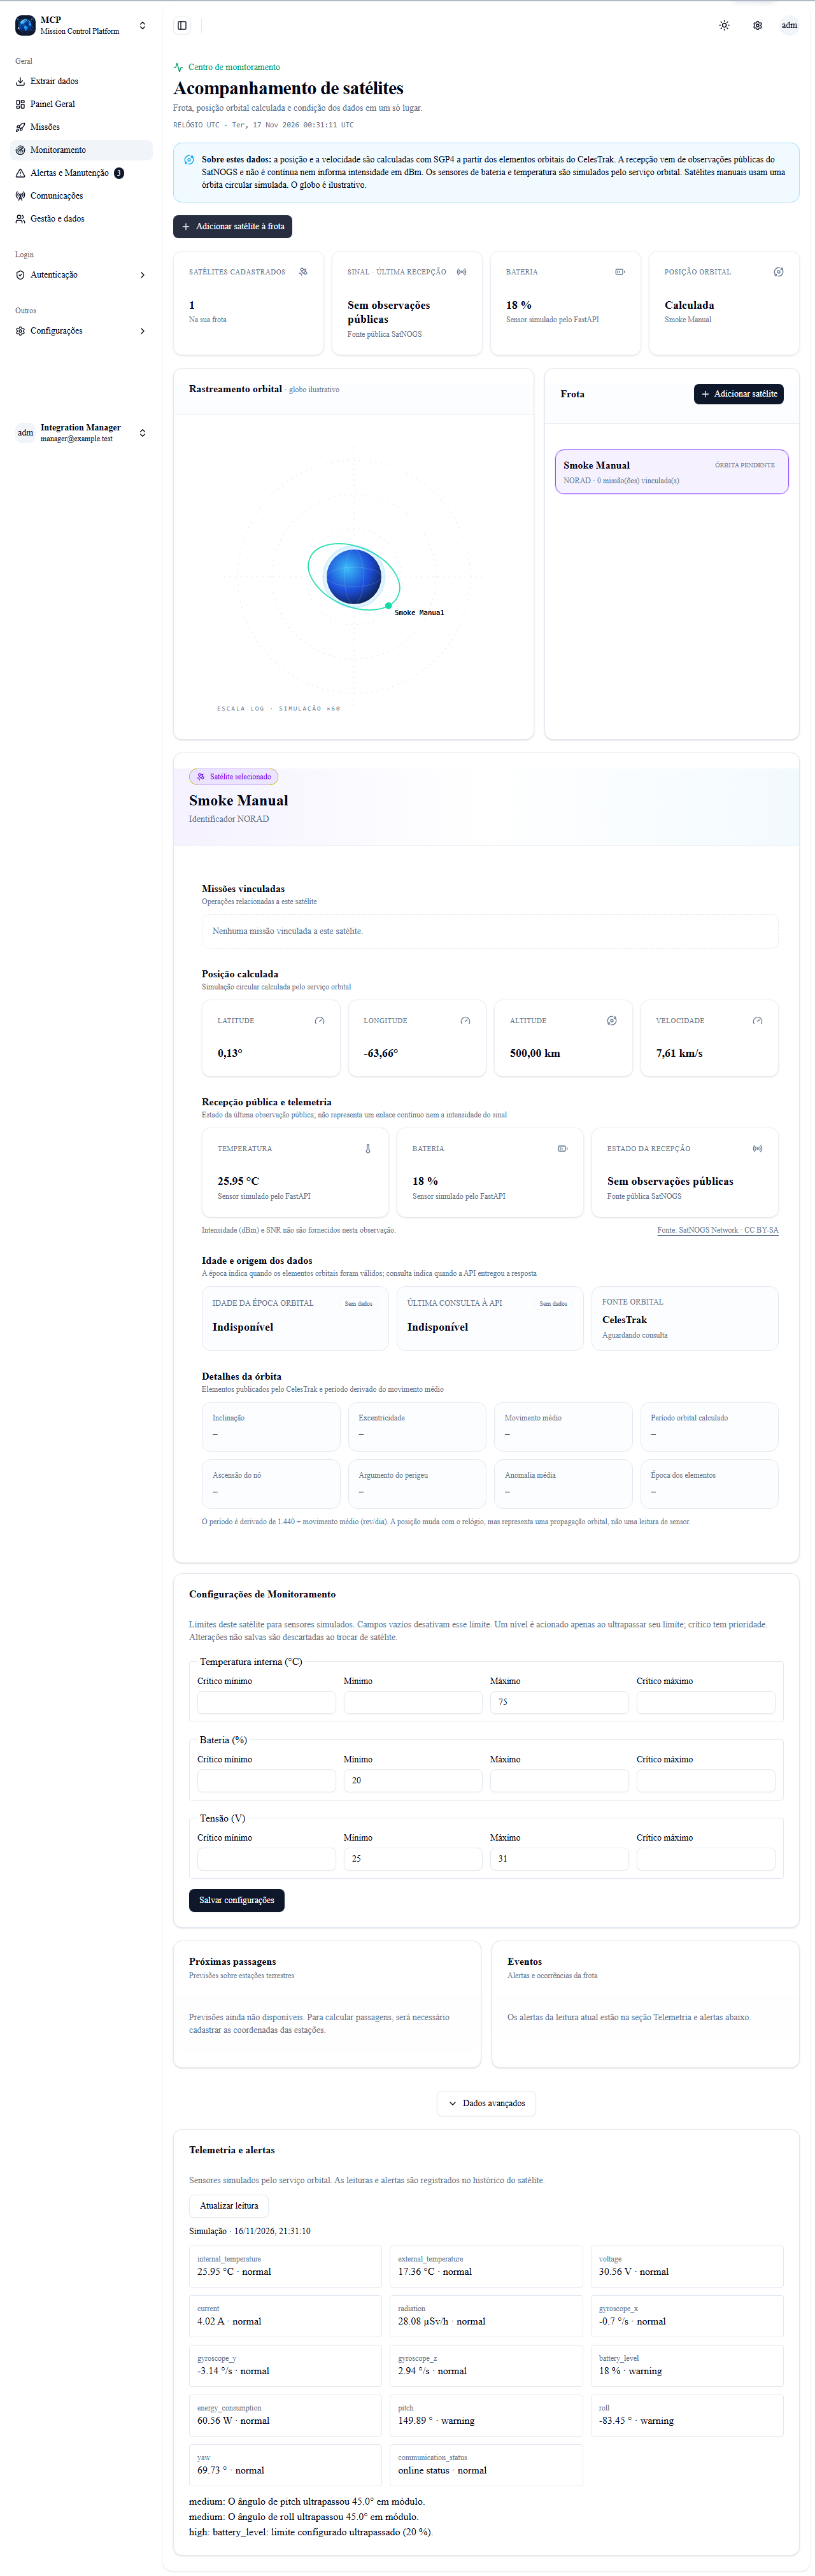 MCP
Mission Control Platform
adm
Geral
Extrair dados
Painel Geral
Missões
Monitoramento
Alertas e Manutenção 3
Comunicações
Gestão e dados
Login
Autenticação
Outros
Configurações
adm
Integration Manager
manager@example.test
Centro de monitoramento
Acompanhamento de satélites
Frota, posição orbital calculada e condição dos dados em um só lugar.
RELÓGIO UTC · Ter, 17 Nov 2026 00:31:11 UTC
Sobre estes dados: a posição e a velocidade são calculadas com SGP4 a partir dos elementos orbitais do CelesTrak. A recepção vem de observações públicas do
SatNOGS e não é contínua nem informa intensidade em dBm. Os sensores de bateria e temperatura são simulados pelo serviço orbital. Satélites manuais usam uma
órbita circular simulada. O globo é ilustrativo.
Adicionar satélite à frota
SATÉLITES CADASTRADOS
1
Na sua frota
SINAL · ÚLTIMA RECEPÇÃO
Sem observações
públicas
Fonte pública SatNOGS
BATERIA
18 %
Sensor simulado pelo FastAPI
POSIÇÃO ORBITAL
Calculada
Smoke Manual
Rastreamento orbital · globo ilustrativo
Smoke Manual
ESCALA LOG · SIMULAÇÃO ×60
Frota
Adicionar satélite
Smoke Manual
ÓRBITA PENDENTE
NORAD · 0 missão(ões) vinculada(s)
Satélite selecionado
Smoke Manual
Identificador NORAD
Missões vinculadas
Operações relacionadas a este satélite
Nenhuma missão vinculada a este satélite.
Posição calculada
Simulação circular calculada pelo serviço orbital
LATITUDE
0,13°
LONGITUDE
-63,66°
ALTITUDE
500,00 km
VELOCIDADE
7,61 km/s
Recepção pública e telemetria
Estado da última observação pública; não representa um enlace contínuo nem a intensidade do sinal
TEMPERATURA
25.95 °C
Sensor simulado pelo FastAPI
BATERIA
18 %
Sensor simulado pelo FastAPI
ESTADO DA RECEPÇÃO
Sem observações públicas
Fonte pública SatNOGS
Intensidade (dBm) e SNR não são fornecidos nesta observação.
Fonte: SatNOGS Network · CC BY-SA
Idade e origem dos dados
A época indica quando os elementos orbitais foram válidos; consulta indica quando a API entregou a resposta
IDADE DA ÉPOCA ORBITAL
Sem dados
Indisponível
ÚLTIMA CONSULTA À API
Sem dados
Indisponível
FONTE ORBITAL
CelesTrak
Aguardando consulta
Detalhes da órbita
Elementos publicados pelo CelesTrak e período derivado do movimento médio
Inclinação
–
Excentricidade
–
Movimento médio
–
Período orbital calculado
–
Ascensão do nó
–
Argumento do perigeu
–
Anomalia média
–
Época dos elementos
–
O período é derivado de 1.440 ÷ movimento médio (rev/dia). A posição muda com o relógio, mas representa uma propagação orbital, não uma leitura de sensor.
Configurações de Monitoramento
Limites deste satélite para sensores simulados. Campos vazios desativam esse limite. Um nível é acionado apenas ao ultrapassar seu limite; crítico tem prioridade.
Alterações não salvas são descartadas ao trocar de satélite.
Temperatura interna (°C)
Crítico mínimo
Mínimo
Máximo
Crítico máximo
75
Bateria (%)
Crítico mínimo
Mínimo
Máximo
Crítico máximo
20
Tensão (V)
Crítico mínimo
Mínimo
Máximo
Crítico máximo
25
31
Salvar configurações
Próximas passagens
Previsões sobre estações terrestres
Previsões ainda não disponíveis. Para calcular passagens, será necessário
cadastrar as coordenadas das estações.
Eventos
Alertas e ocorrências da frota
Os alertas da leitura atual estão na seção Telemetria e alertas abaixo.
Dados avançados
Telemetria e alertas
Sensores simulados pelo serviço orbital. As leituras e alertas são registrados no histórico do satélite.
Atualizar leitura
Simulação · 16/11/2026, 21:31:10
internal_temperature
25.95 °C · normal
external_temperature
17.36 °C · normal
voltage
30.56 V · normal
current
4.02 A · normal
radiation
28.08 µSv/h · normal
gyroscope_x
-0.7 °/s · normal
gyroscope_y
-3.14 °/s · normal
gyroscope_z
2.94 °/s · normal
battery_level
18 % · warning
energy_consumption
60.56 W · normal
pitch
149.89 ° · warning
roll
-83.45 ° · warning
yaw
69.73 ° · normal
communication_status
online status · normal
medium: O ângulo de pitch ultrapassou 45.0° em módulo.
medium: O ângulo de roll ultrapassou 45.0° em módulo.
high: battery_level: limite configurado ultrapassado (20 %).